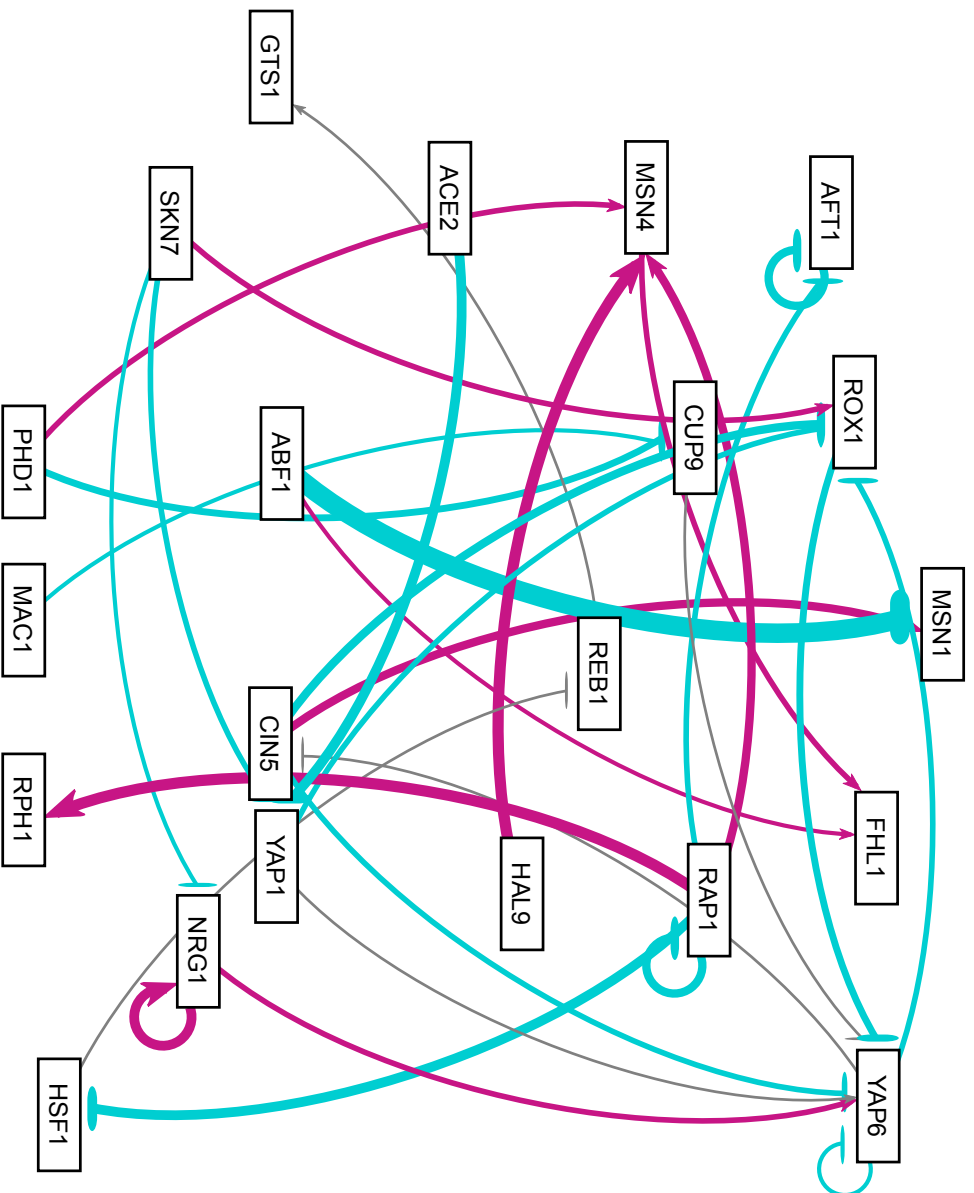 MSN1
AFT1
ROX1
FHL1
YAP6
MSN4
CUP9
RAP1
REB1
HAL9
ACE2
GTS1
ABF1
CIN5
YAP1
SKN7
NRG1
HSF1
PHD1
MAC1
RPH1